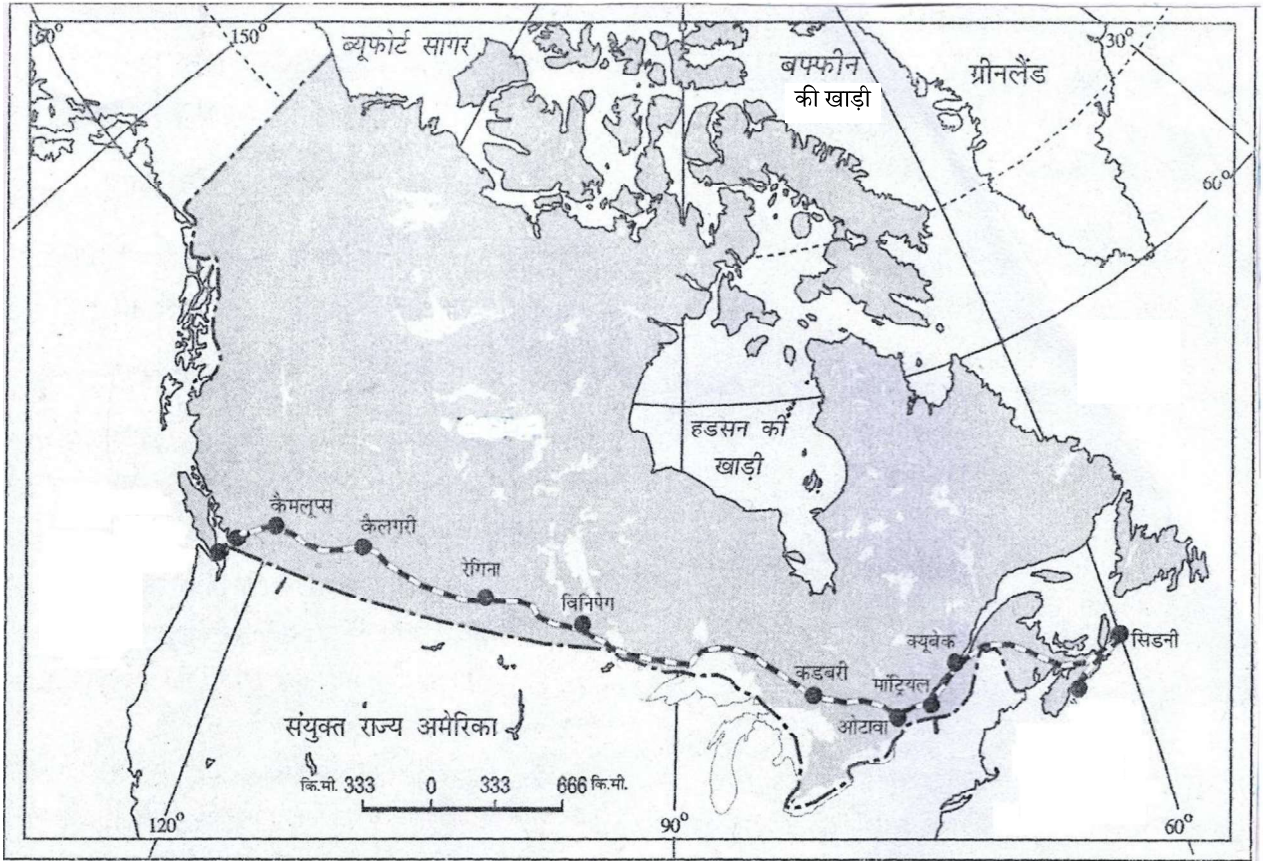 60°
150°
ब्यूफोर्ट सागर
बफ्फीन
की खाड़ी
ग्रीनलैंड
30°
60°
हडसन की
खाड़ी
कैमलूप्स
कैलगरी
रेगिना
विनिपेग
कडबरी
क्यूबेक
मॉट्रियल
ओटावा
सिडनी
संयुक्त राज्य अमेरिका
कि.मी. 333 0 333 666 कि.मी.
120°
90°
60°